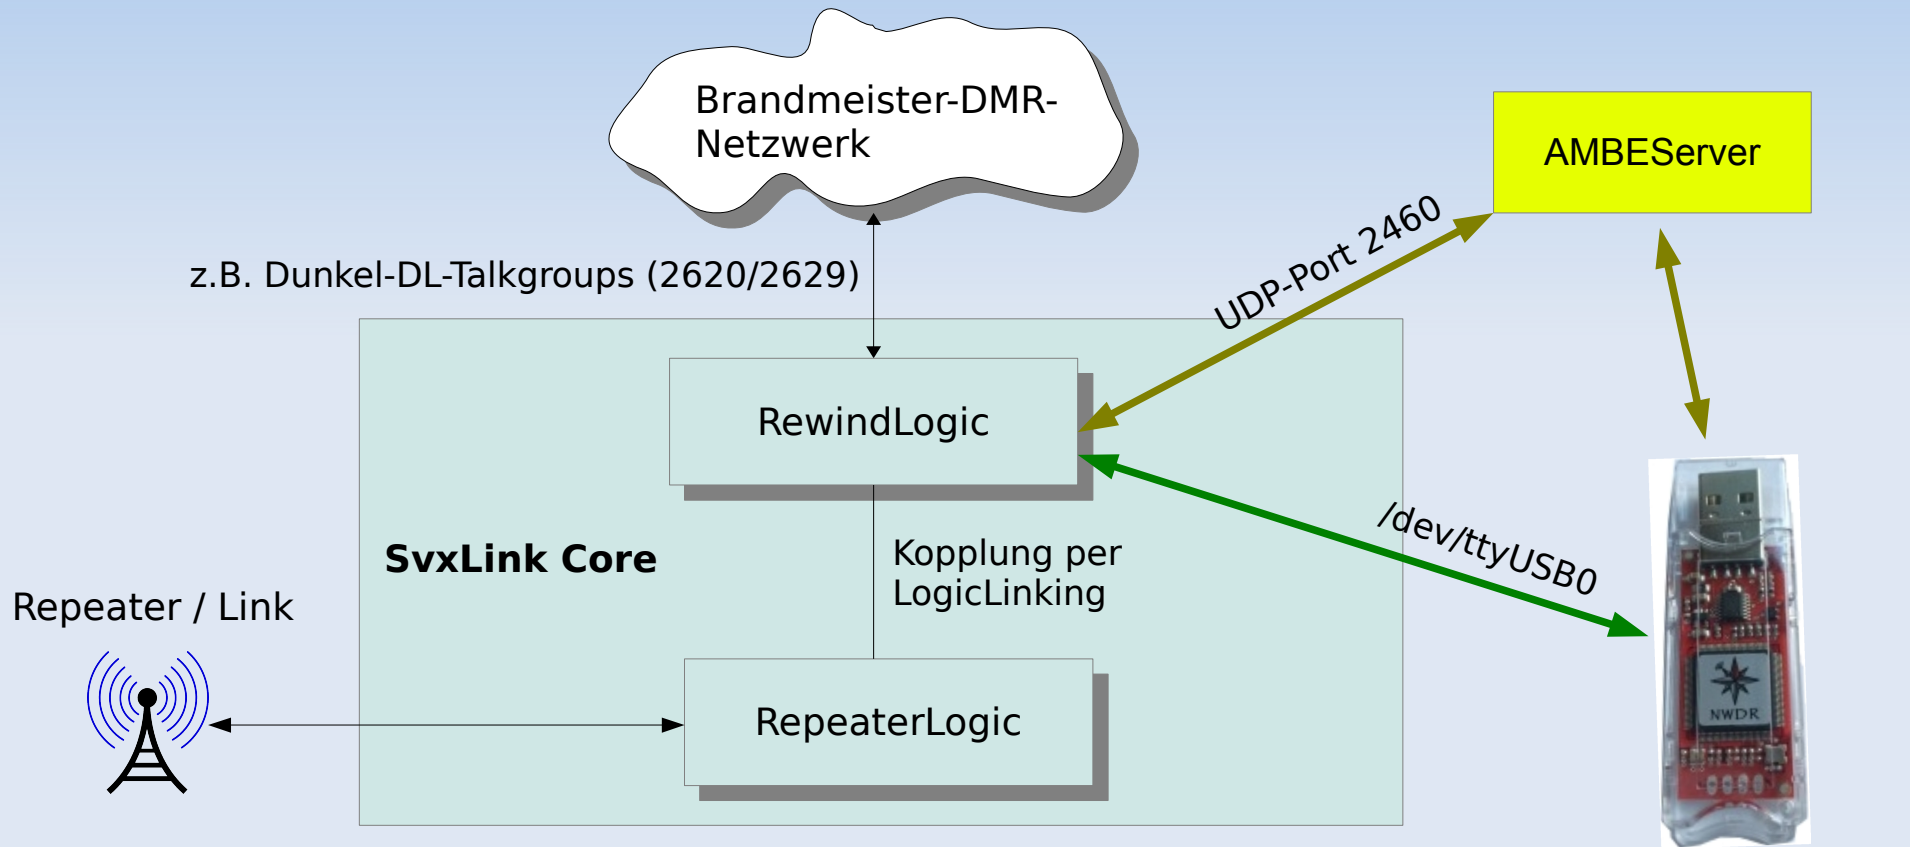 Brandmeister-DMR-
Netzwerk
AMBEServer
UDP-Port 2460
z.B. Dunkel-DL-Talkgroups (2620/2629)
RewindLogic
/dev/ttyUSB0
SvxLink Core
Kopplung per
LogicLinking
Repeater / Link
RepeaterLogic
NWDR